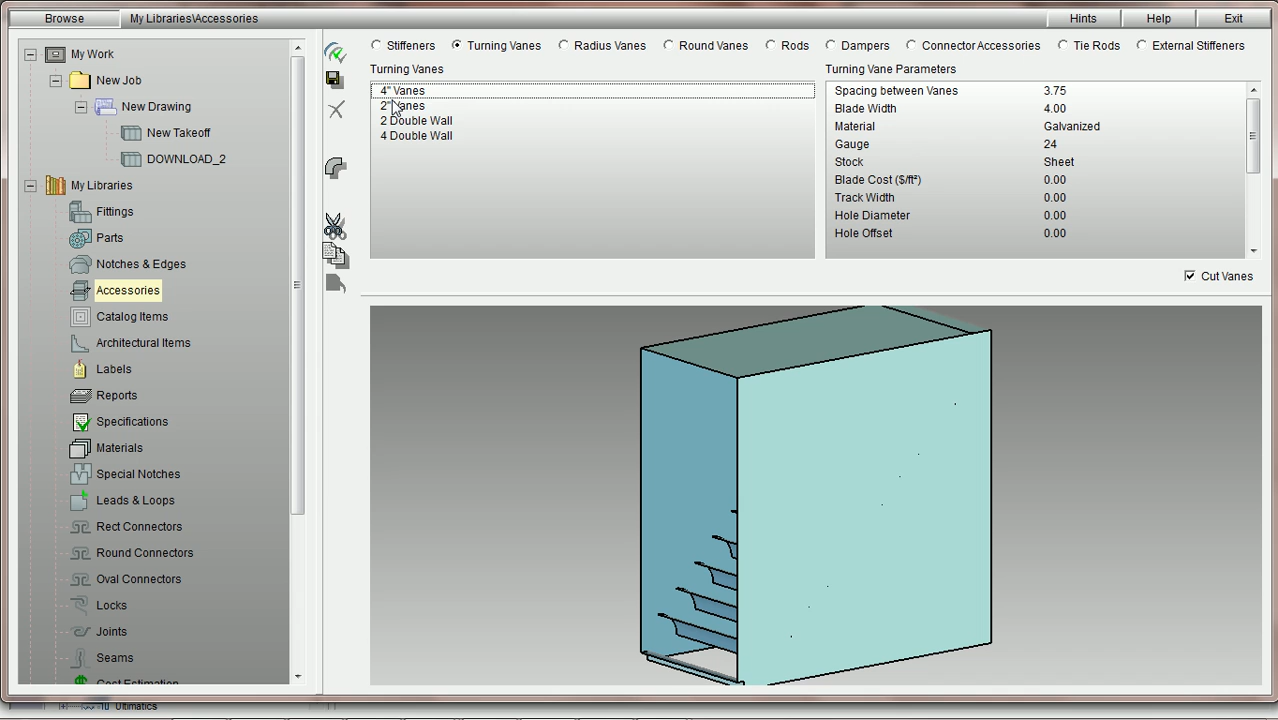 Browse
My Libraries\Accessories
Hints
Help
Exit
My Work
New Job
New Drawing
New Takeoff
DOWNLOAD_2
My Libraries
Fittings
Parts
Notches & Edges
Accessories
Catalog Items
Architectural Items
Labels
Reports
Specifications
Materials
Special Notches
Leads & Loops
Rect Connectors
Round Connectors
Oval Connectors
Locks
Joints
Seams
Cost Estimation
Ultimatics
Stiffeners
Turning Vanes
Radius Vanes
Round
Rods
Dampers
Connector
Tie Rods
External Stiffeners
Turning Vanes
4" Vanes
2" Vanes
2 Double Wall
4 Double Wall
Turning Vane Parameters
Spacing between Vanes 3.75
Blade Width 4.00
Material Galvanized
Gauge 24
Stock Sheet
Blade Cost ($/ft²) 0.00
Track Width 0.00
Hole Diameter 0.00
Hole Offset 0.00
Cut Vanes